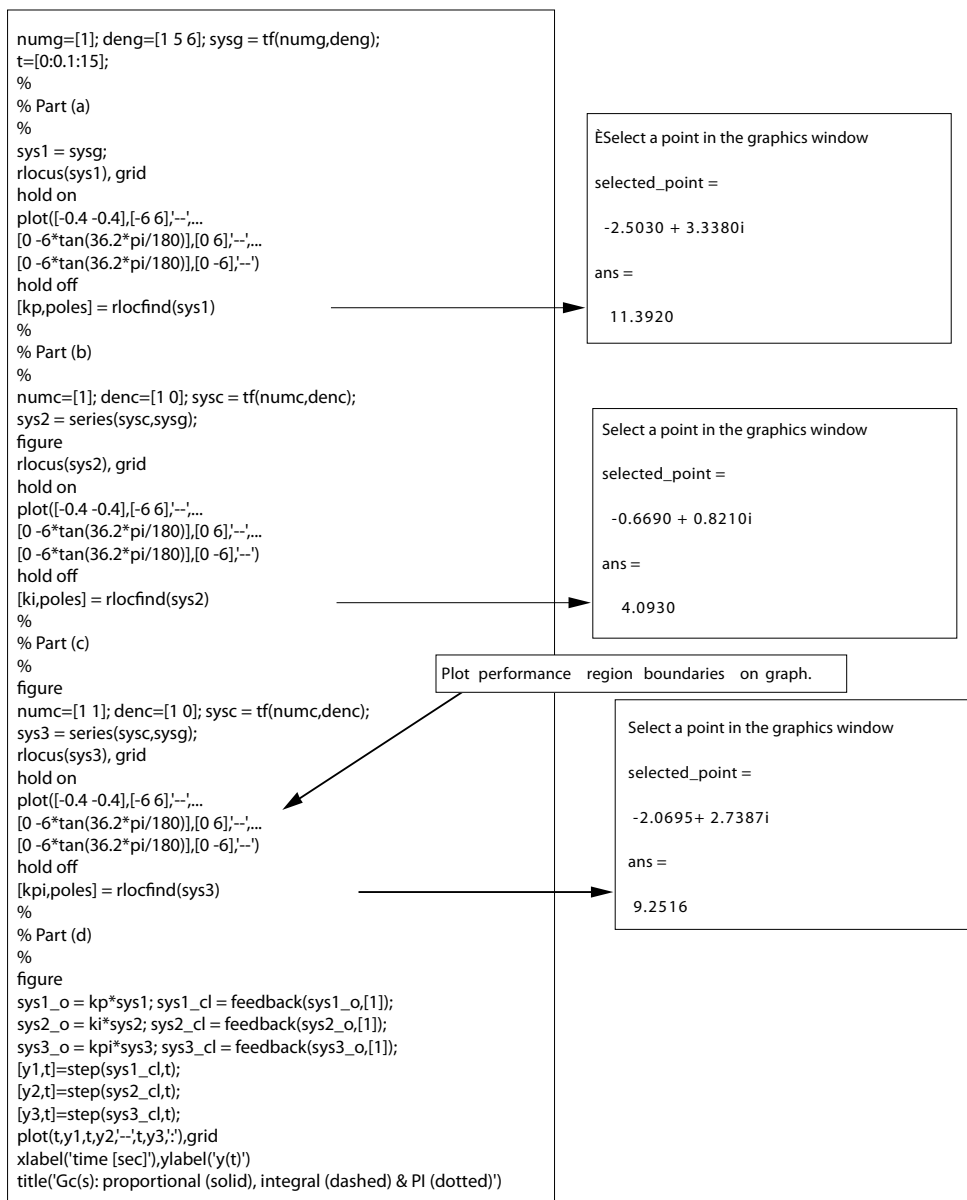 numg=[1]; deng=[1 5 6]; sysg = tf(numg,deng);
t=[0:0.1:15];
%
% Part (a)
%
sys1 = sysg;
rlocus(sys1), grid
hold on
plot([-0.4 -0.4],[-6 6],'--',...
[0 -6*tan(36.2*pi/180)],[0 6],'--',...
[0 -6*tan(36.2*pi/180)],[0 -6],'--')
hold off
[kp,poles] = rlocfind(sys1)
%
% Part (b)
%
numc=[1]; denc=[1 0]; sysc = tf(numc,denc);
sys2 = series(sysc,sysg);
figure
rlocus(sys2), grid
hold on
plot([-0.4 -0.4],[-6 6],'--',...
[0 -6*tan(36.2*pi/180)],[0 6],'--',...
[0 -6*tan(36.2*pi/180)],[0 -6],'--')
hold off
[ki,poles] = rlocfind(sys2)
%
% Part (c)
%
figure
numc=[1 1]; denc=[1 0]; sysc = tf(numc,denc);
sys3 = series(sysc,sysg);
rlocus(sys3), grid
hold on
plot([-0.4 -0.4],[-6 6],'--',...
[0 -6*tan(36.2*pi/180)],[0 6],'--',...
[0 -6*tan(36.2*pi/180)],[0 -6],'--')
hold off
[kpi,poles] = rlocfind(sys3)
%
% Part (d)
%
figure
sys1_o = kp*sys1; sys1_cl = feedback(sys1_o,[1]);
sys2_o = ki*sys2; sys2_cl = feedback(sys2_o,[1]);
sys3_o = kpi*sys3; sys3_cl = feedback(sys3_o,[1]);
[y1,t]=step(sys1_cl,t);
[y2,t]=step(sys2_cl,t);
[y3,t]=step(sys3_cl,t);
plot(t,y1,t,y2,'--',t,y3,':'),grid
xlabel('time [sec]'),ylabel('y(t)')
title('Gc(s): proportional (solid), integral (dashed) & PI (dotted)')
ÈSelect a point in the graphics window
selected_point =
-2.5030 + 3.3380i
ans =
11.3920
Select a point in the graphics window
selected_point =
-0.6690 + 0.8210i
ans =
4.0930
Plot performance region boundaries on graph.
Select a point in the graphics window
selected_point =
-2.0695+ 2.7387i
ans =
9.2516